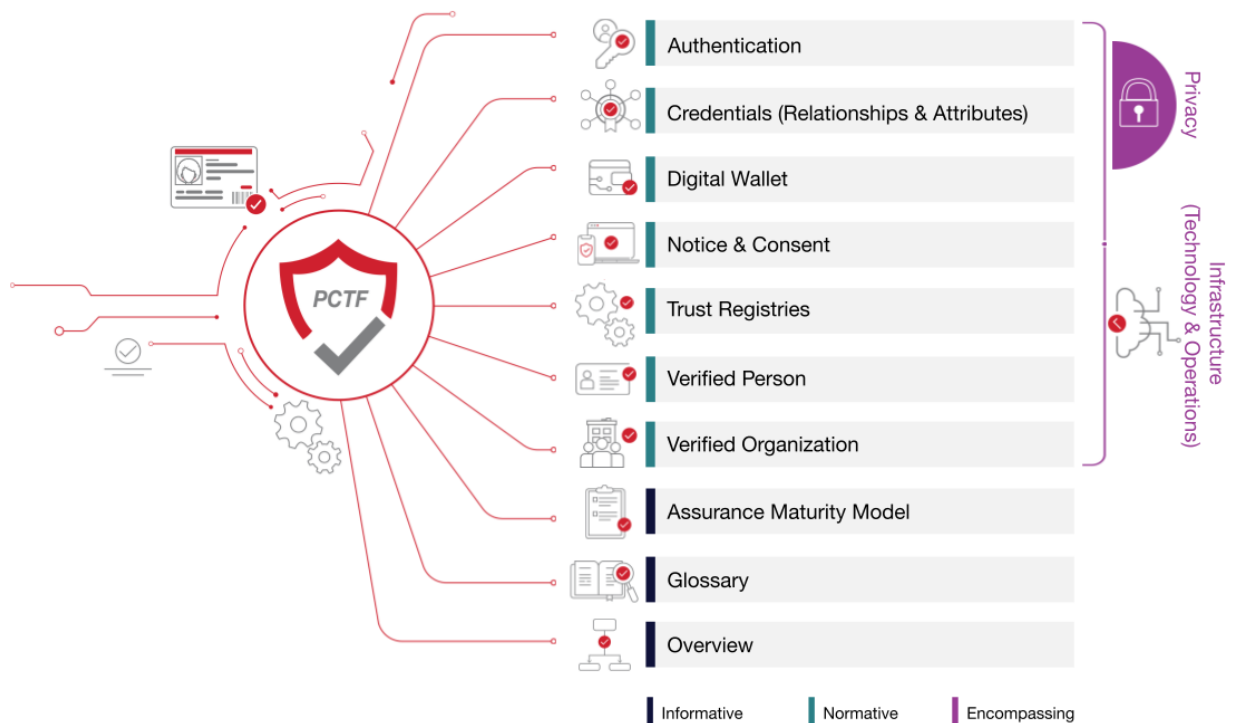 PCTF
Authentication
Credentials (Relationships & Attributes)
Digital Wallet
Notice & Consent
Trust Registries
Verified Person
Verified Organization
Assurance Maturity Model
Glossary
Overview
Privacy
Infrastructure
(Technology & Operations)
Informative
Normative
Encompassing